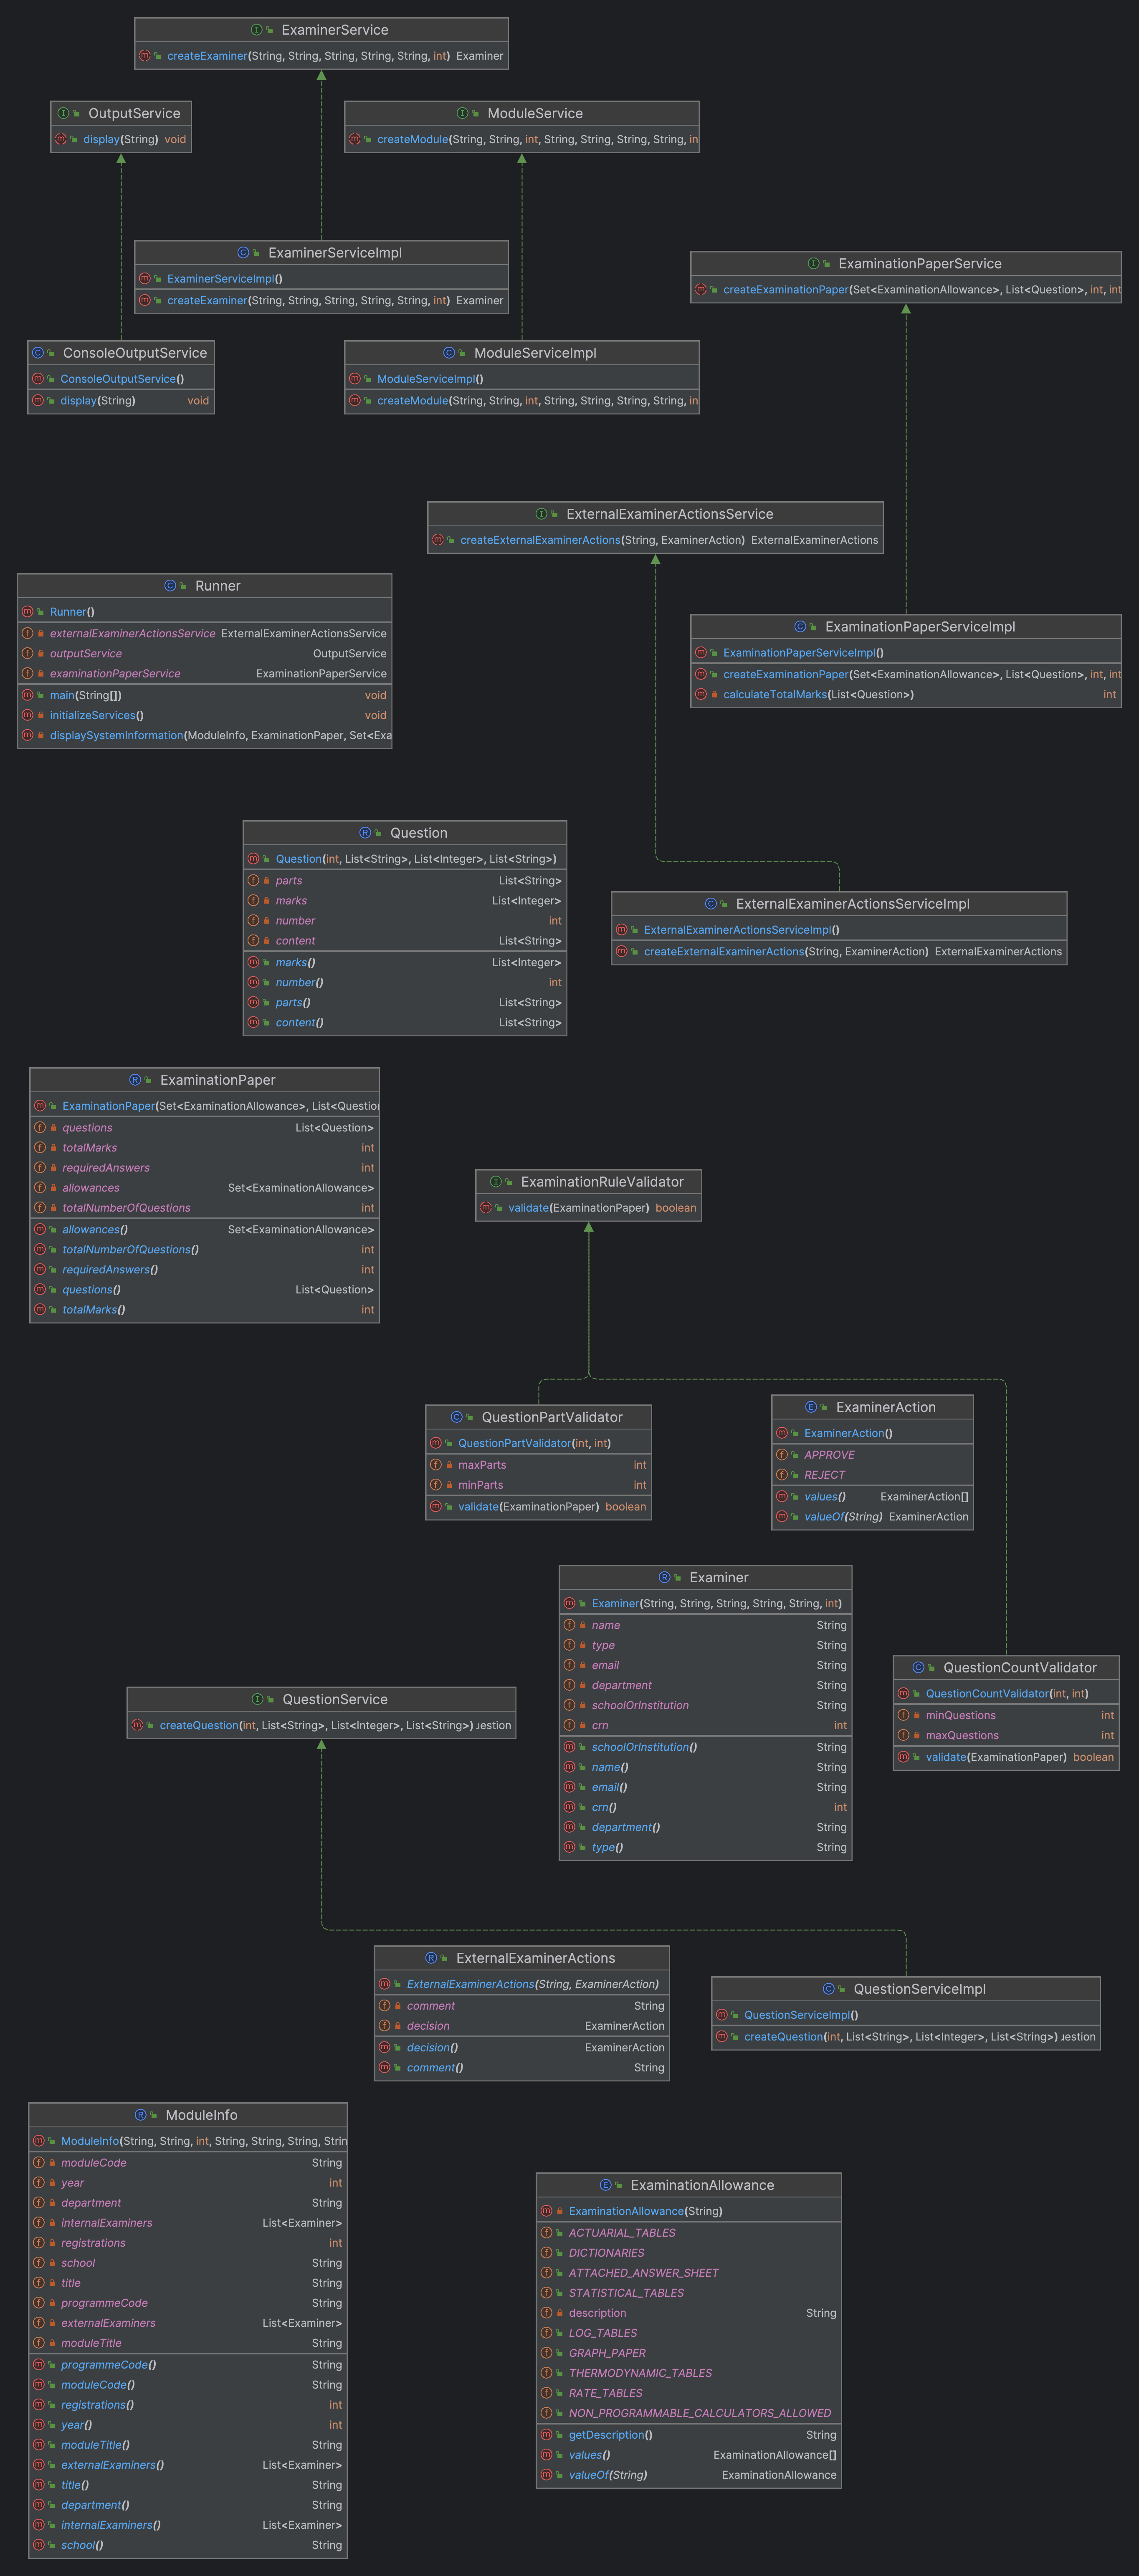 ExaminerService
createExaminer(String, String, String, String, String, int) Examiner
OutputService
display(String) void
ModuleService
createModule(String, String, int, String, String, String, String, in
ExaminerServiceImpl
ExaminerServiceImpl()
createExaminer(String, String, String, String, String, int) Examiner
ExaminationPaperService
createExaminationPaper(Set<ExaminationAllowance>, List<Question>, int, int
ConsoleOutputService
ConsoleOutputService()
display(String) void
ModuleServiceImpl
ModuleServiceImpl()
createModule(String, String, int, String, String, String, String, in
ExternalExaminerActionsService
createExternalExaminerActions(String, ExaminerAction) ExternalExaminerActions
Runner
Runner()
externalExaminerActionsService ExternalExaminerActionsService
outputService OutputService
examinationPaperService ExaminationPaperService
main(String[]) void
initializeServices() void
displaySystemInformation(ModuleInfo, ExaminationPaper, Set<Exa
ExaminationPaperServiceImpl
ExaminationPaperServiceImpl()
createExaminationPaper(Set<ExaminationAllowance>, List<Question>, int, int
calculateTotalMarks(List<Question>) int
Question
Question(int, List<String>, List<Integer>, List<String>)
parts List<String>
marks List<Integer>
number int
content List<String>
marks() List<Integer>
number() int
parts() List<String>
content() List<String>
ExternalExaminerActionsServiceImpl
ExternalExaminerActionsServiceImpl()
createExternalExaminerActions(String, ExaminerAction) ExternalExaminerActions
ExaminationPaper
ExaminationPaper(Set<ExaminationAllowance>, List<Question
questions List<Question>
totalMarks int
requiredAnswers int
allowances Set<ExaminationAllowance>
totalNumberOfQuestions int
allowances() Set<ExaminationAllowance>
totalNumberOfQuestions() int
requiredAnswers() int
questions() List<Question>
totalMarks() int
ExaminationRuleValidator
validate(ExaminationPaper) boolean
QuestionPartValidator
QuestionPartValidator(int, int)
maxParts int
minParts int
validate(ExaminationPaper) boolean
ExaminerAction
ExaminerAction()
APPROVE
REJECT
values() ExaminerAction[]
valueOf(String) ExaminerAction
Examiner
Examiner(String, String, String, String, String, int)
name String
type String
email String
department String
schoolOrInstitution String
crn int
schoolOrInstitution() String
name() String
email() String
crn() int
department() String
type() String
QuestionCountValidator
QuestionCountValidator(int, int)
minQuestions int
maxQuestions int
validate(ExaminationPaper) boolean
QuestionService
createQuestion(int, List<String>, List<Integer>, List<String>) uestion
ExternalExaminerActions
ExternalExaminerActions(String, ExaminerAction)
comment String
decision ExaminerAction
decision() ExaminerAction
comment() String
QuestionServiceImpl
QuestionServiceImpl()
createQuestion(int, List<String>, List<Integer>, List<String>) uestion
ModuleInfo
ModuleInfo(String, String, int, String, String, String, Strin
moduleCode String
year int
department String
internalExaminers List<Examiner>
registrations int
school String
title String
programmeCode String
externalExaminers List<Examiner>
moduleTitle String
programmeCode() String
moduleCode() String
registrations() int
year() int
moduleTitle() String
externalExaminers() List<Examiner>
title() String
department() String
internalExaminers() List<Examiner>
school() String
ExaminationAllowance
ExaminationAllowance(String)
ACTUARIAL_TABLES
DICTIONARIES
ATTACHED_ANSWER_SHEET
STATISTICAL_TABLES
description String
LOG_TABLES
GRAPH_PAPER
THERMODYNAMIC_TABLES
RATE_TABLES
NON_PROGRAMMABLE_CALCULATORS_ALLOWED
getDescription() String
values() ExaminationAllowance[]
valueOf(String) ExaminationAllowance